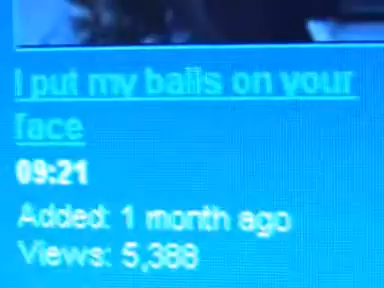 I put my balls on your
face
09:21
Added: 1 month ago
Views: 5,388